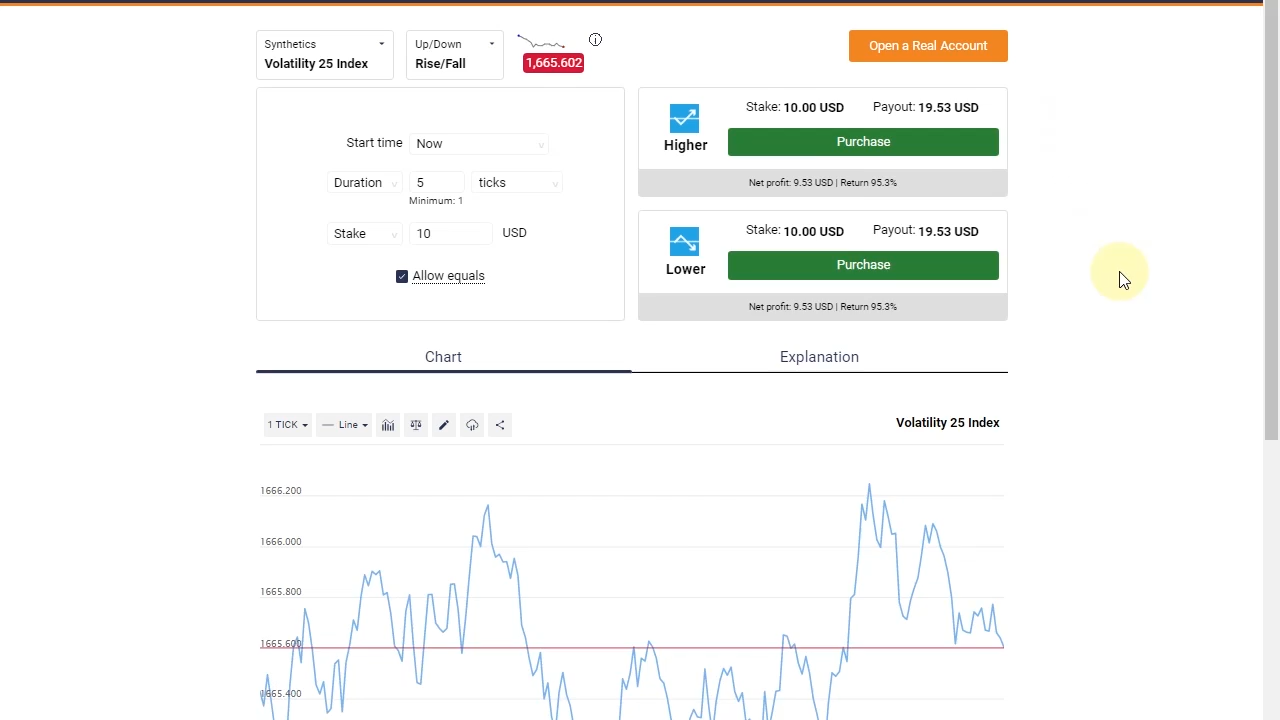 Synthetics
Volatility 25 Index
Up/Down
Rise/Fall
1,665.602
Open a Real Account
Start time Now
Duration 5 ticks
Minimum: 1
Stake 10 USD
Allow equals
Stake: 10.00 USD Payout: 19.53 USD
Higher
Purchase
Net profit: 9.53 USD | Return 95.3%
Stake: 10.00 USD Payout: 19.53 USD
Lower
Purchase
Net profit: 9.53 USD | Return 95.3%
Chart
Explanation
1 TICK
Line
Volatility 25 Index
1666.200
1666.000
1665.800
1665.600
1665.400